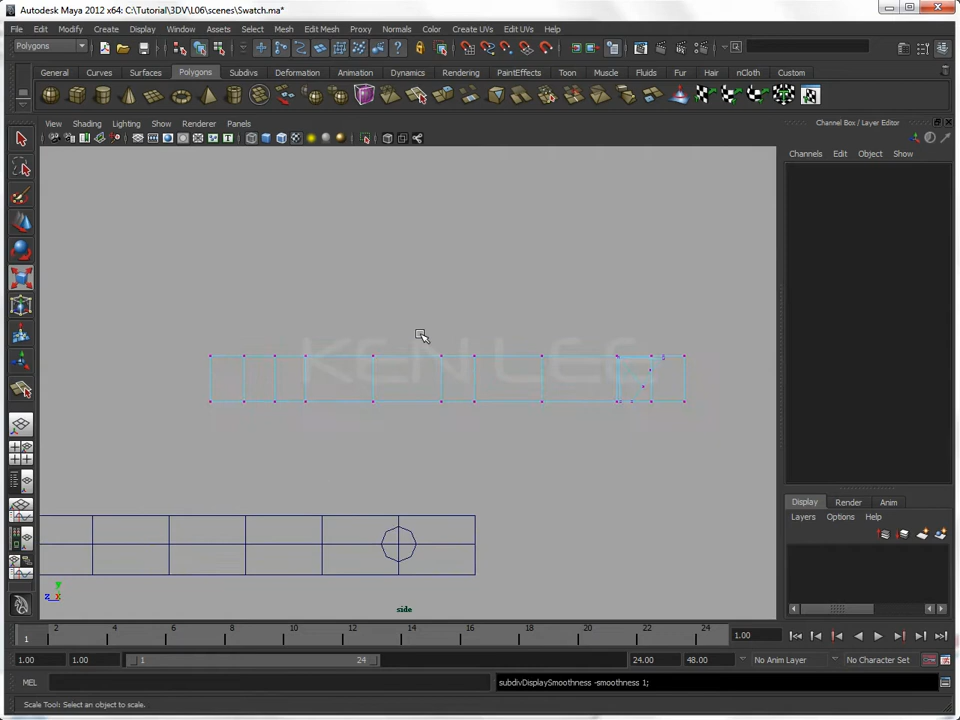 Autodesk Maya 2012 x64: C:\Tutorial\3DV\L06\scenes\Swatch.ma*
File Edit Modify Create Display Window Assets Select Mesh Edit Mesh Proxy Normals Color Create UVs Edit UVs Help
Polygons
General Curves Surfaces Polygons Subdivs Deformation Animation Dynamics Rendering PaintEffects Toon Muscle Fluids Fur Hair nCloth Custom
View Shading Lighting Show Renderer Panels
Channel Box / Layer Editor
Channels Edit Object Show
KEN LEE
side
Display Render Anim
Layers Options Help
2 4 6 8 10 12 14 16 18 20 22 24
1 1.00
1.00 1.00 1 24 24.00 48.00 No Anim Layer No Character Set
MEL subdivDisplaySmoothness -smoothness 1;
Scale Tool: Select an object to scale.